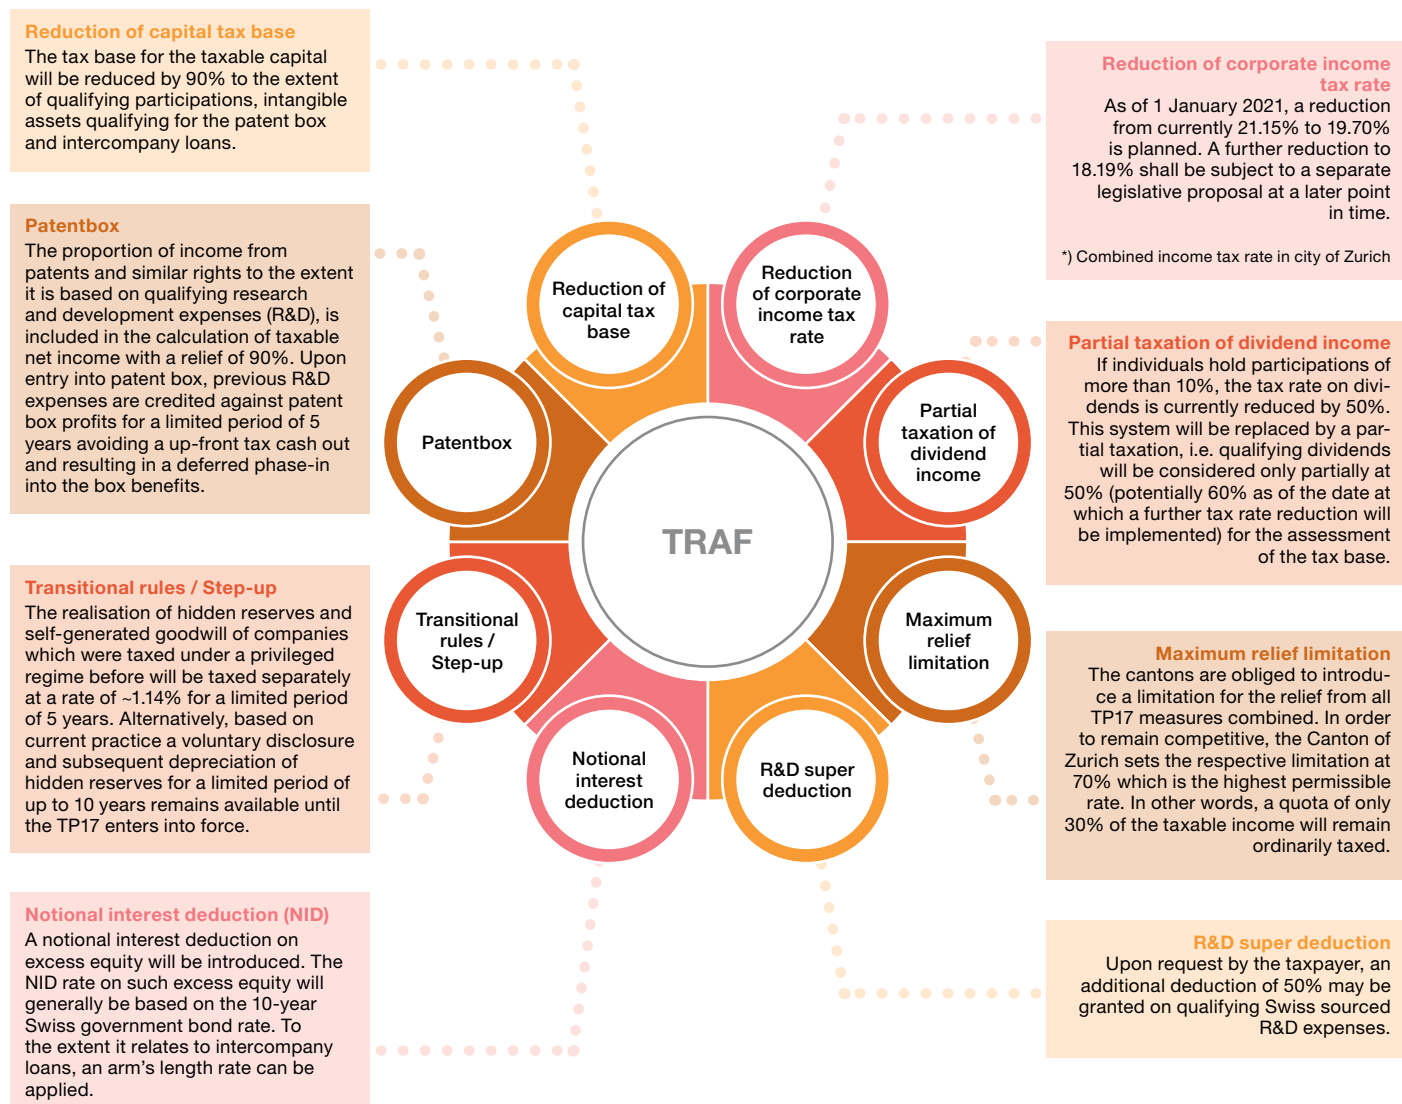 Reduction of capital tax base
The tax base for the taxable capital
will be reduced by 90% to the extent
of qualifying participations, intangible
assets qualifying for the patent box
and intercompany loans.
Patentbox
The proportion of income from
patents and similar rights to the extent
it is based on qualifying research
and development expenses (R&D), is
included in the calculation of taxable
net income with a relief of 90%. Upon
entry into patent box, previous R&D
expenses are credited against patent
box profits for a limited period of 5
years avoiding a up-front tax cash out
and resulting in a deferred phase-in
into the box benefits.
Transitional rules / Step-up
The realisation of hidden reserves and
self-generated goodwill of companies
which were taxed under a privileged
regime before will be taxed separately
at a rate of ~1.14% for a limited period
of 5 years. Alternatively, based on
current practice a voluntary disclosure
and subsequent depreciation of
hidden reserves for a limited period of
up to 10 years remains available until
the TP17 enters into force.
Notional interest deduction (NID)
A notional interest deduction on
excess equity will be introduced. The
NID rate on such excess equity will
generally be based on the 10-year
Swiss government bond rate. To
the extent it relates to intercompany
loans, an arm's length rate can be
applied.
Reduction of
capital tax
base
Reduction
of corporate
income tax
rate
Patentbox
Partial
taxation of
dividend
income
TRAF
Transitional
rules /
Step-up
Maximum
relief
limitation
Notional
interest
deduction
R&D super
deduction
Reduction of corporate income
tax rate
As of 1 January 2021, a reduction
from currently 21.15% to 19.70%
is planned. A further reduction to
18.19% shall be subject to a separate
legislative proposal at a later point
in time.
*) Combined income tax rate in city of Zurich
Partial taxation of dividend income
If individuals hold participations of
more than 10%, the tax rate on divi-
dends is currently reduced by 50%.
This system will be replaced by a par-
tial taxation, i.e. qualifying dividends
will be considered only partially at
50% (potentially 60% as of the date at
which a further tax rate reduction will
be implemented) for the assessment
of the tax base.
Maximum relief limitation
The cantons are obliged to introdu-
ce a limitation for the relief from all
TP17 measures combined. In order
to remain competitive, the Canton of
Zurich sets the respective limitation at
70% which is the highest permissible
rate. In other words, a quota of only
30% of the taxable income will remain
ordinarily taxed.
R&D super deduction
Upon request by the taxpayer, an
additional deduction of 50% may be
granted on qualifying Swiss sourced
R&D expenses.